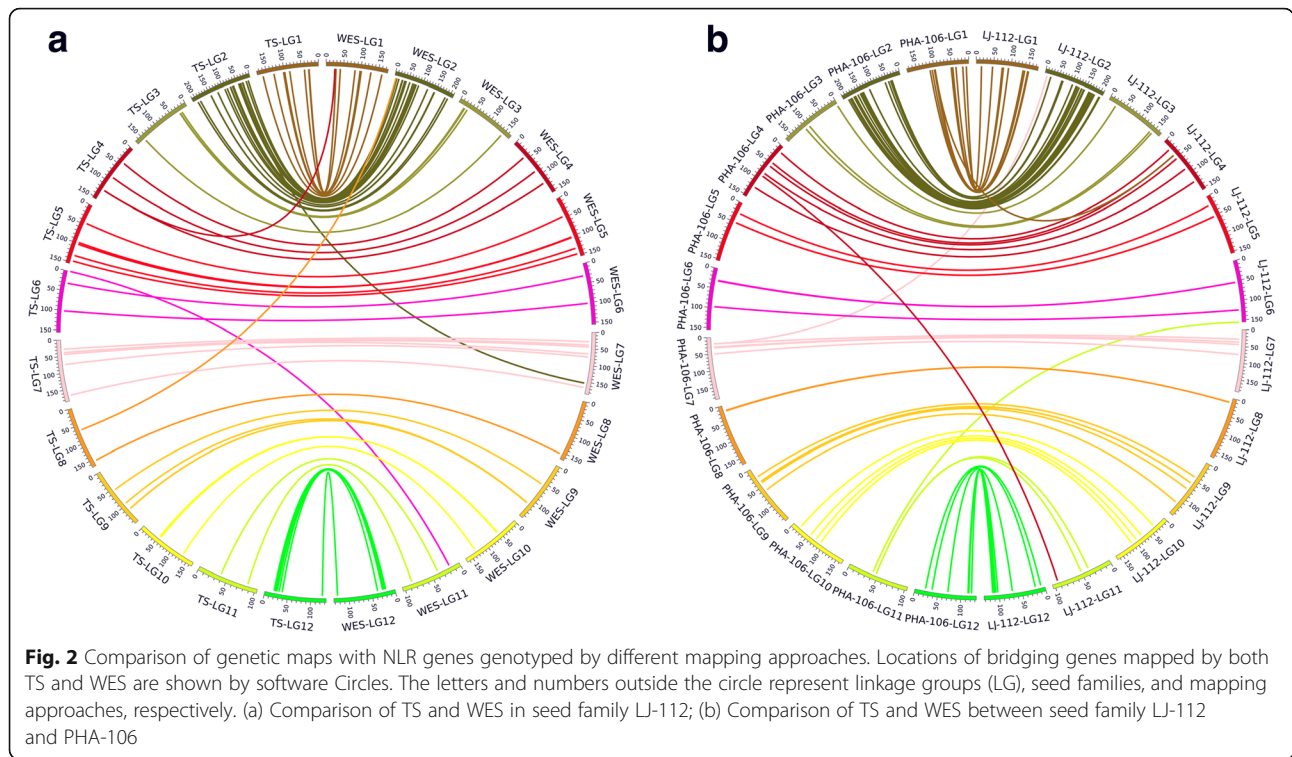 a
TS-LG1
WES-LG1
TS-LG2
WES-LG2
TS-LG3
WES-LG3
TS-LG4
WES-LG4
TS-LG5
WES-LG5
TS-LG6
WES-LG6
TS-LG7
WES-LG7
TS-LG8
WES-LG8
TS-LG9
WES-LG9
TS-LG10
WES-LG10
TS-LG11
WES-LG11
TS-LG12
WES-LG12
b
PHA-106-LG1
LJ-112-LG1
PHA-106-LG2
LJ-112-LG2
PHA-106-LG3
LJ-112-LG3
PHA-106-LG4
LJ-112-LG4
PHA-106-LG5
LJ-112-LG5
PHA-106-LG6
LJ-112-LG6
PHA-106-LG7
LJ-112-LG7
PHA-106-LG8
LJ-112-LG8
PHA-106-LG9
LJ-112-LG9
PHA-106-LG10
LJ-112-LG10
PHA-106-LG11
LJ-112-LG11
PHA-106-LG12
LJ-112-LG12
Fig. 2 Comparison of genetic maps with NLR genes genotyped by different mapping approaches. Locations of bridging genes mapped by both
TS and WES are shown by software Circles. The letters and numbers outside the circle represent linkage groups (LG), seed families, and mapping
approaches, respectively. (a) Comparison of TS and WES in seed family LJ-112; (b) Comparison of TS and WES between seed family LJ-112
and PHA-106